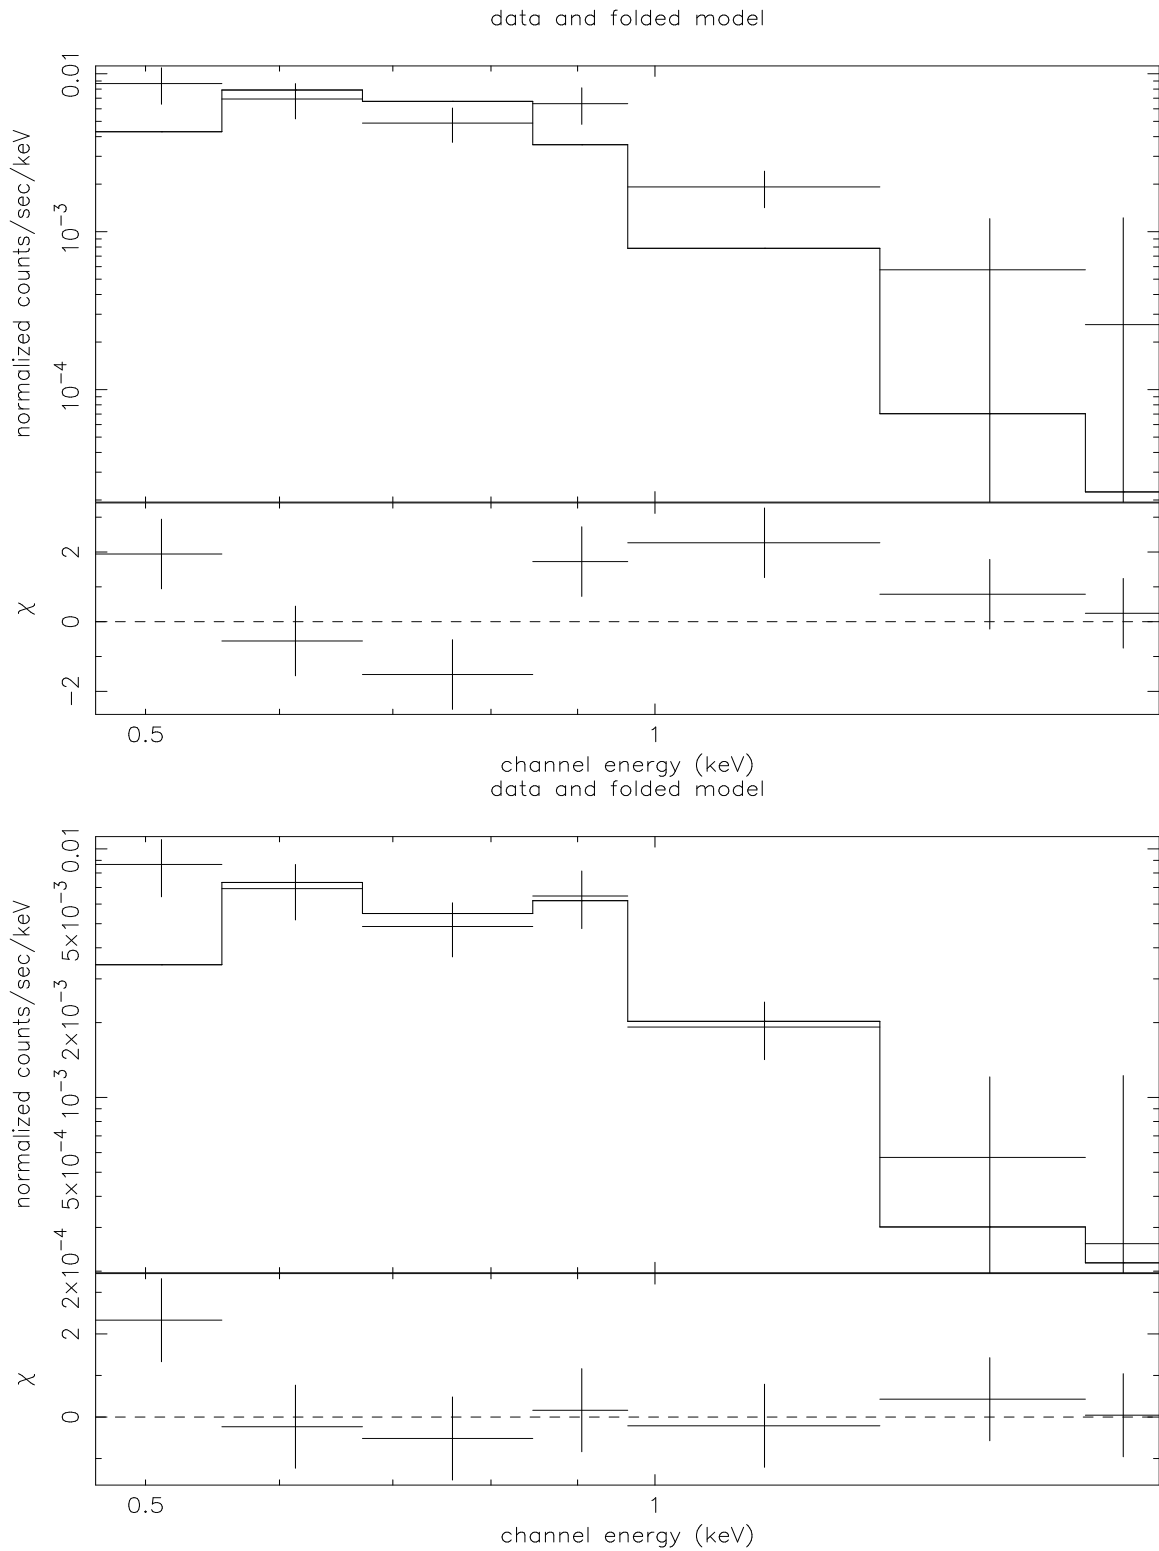 data and folded model
0.01
10−3
10−4
normalized counts/sec/keV
2
0
−2
χ
0.5 1
channel energy (keV)
data and folded model
0.01
5×10−3
2×10−3
10−3
5×10−4
2×10−4
normalized counts/sec/keV
2
0
χ
0.5 1
channel energy (keV)